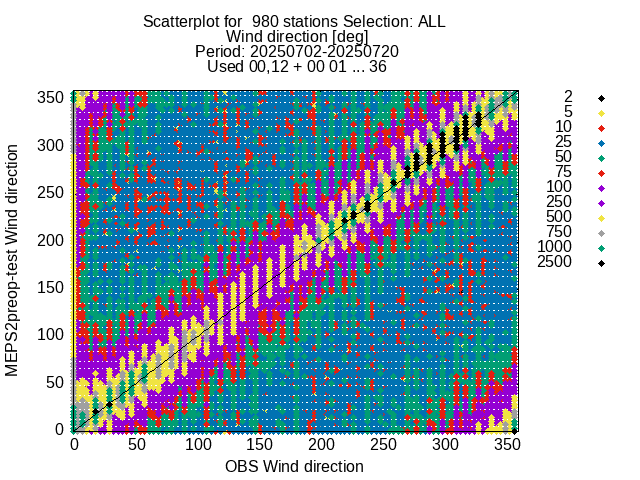 Scatterplot for  980 stations Selection: ALL
Wind direction [deg]
Period: 20250702-20250720
Used 00,12 + 00 01 ... 36
MEPS2preop-test Wind direction
350
300
250
200
150
100
50
0
0 50 100 150 200 250 300 350
OBS Wind direction
2
5
10
25
50
75
100
250
500
750
1000
2500